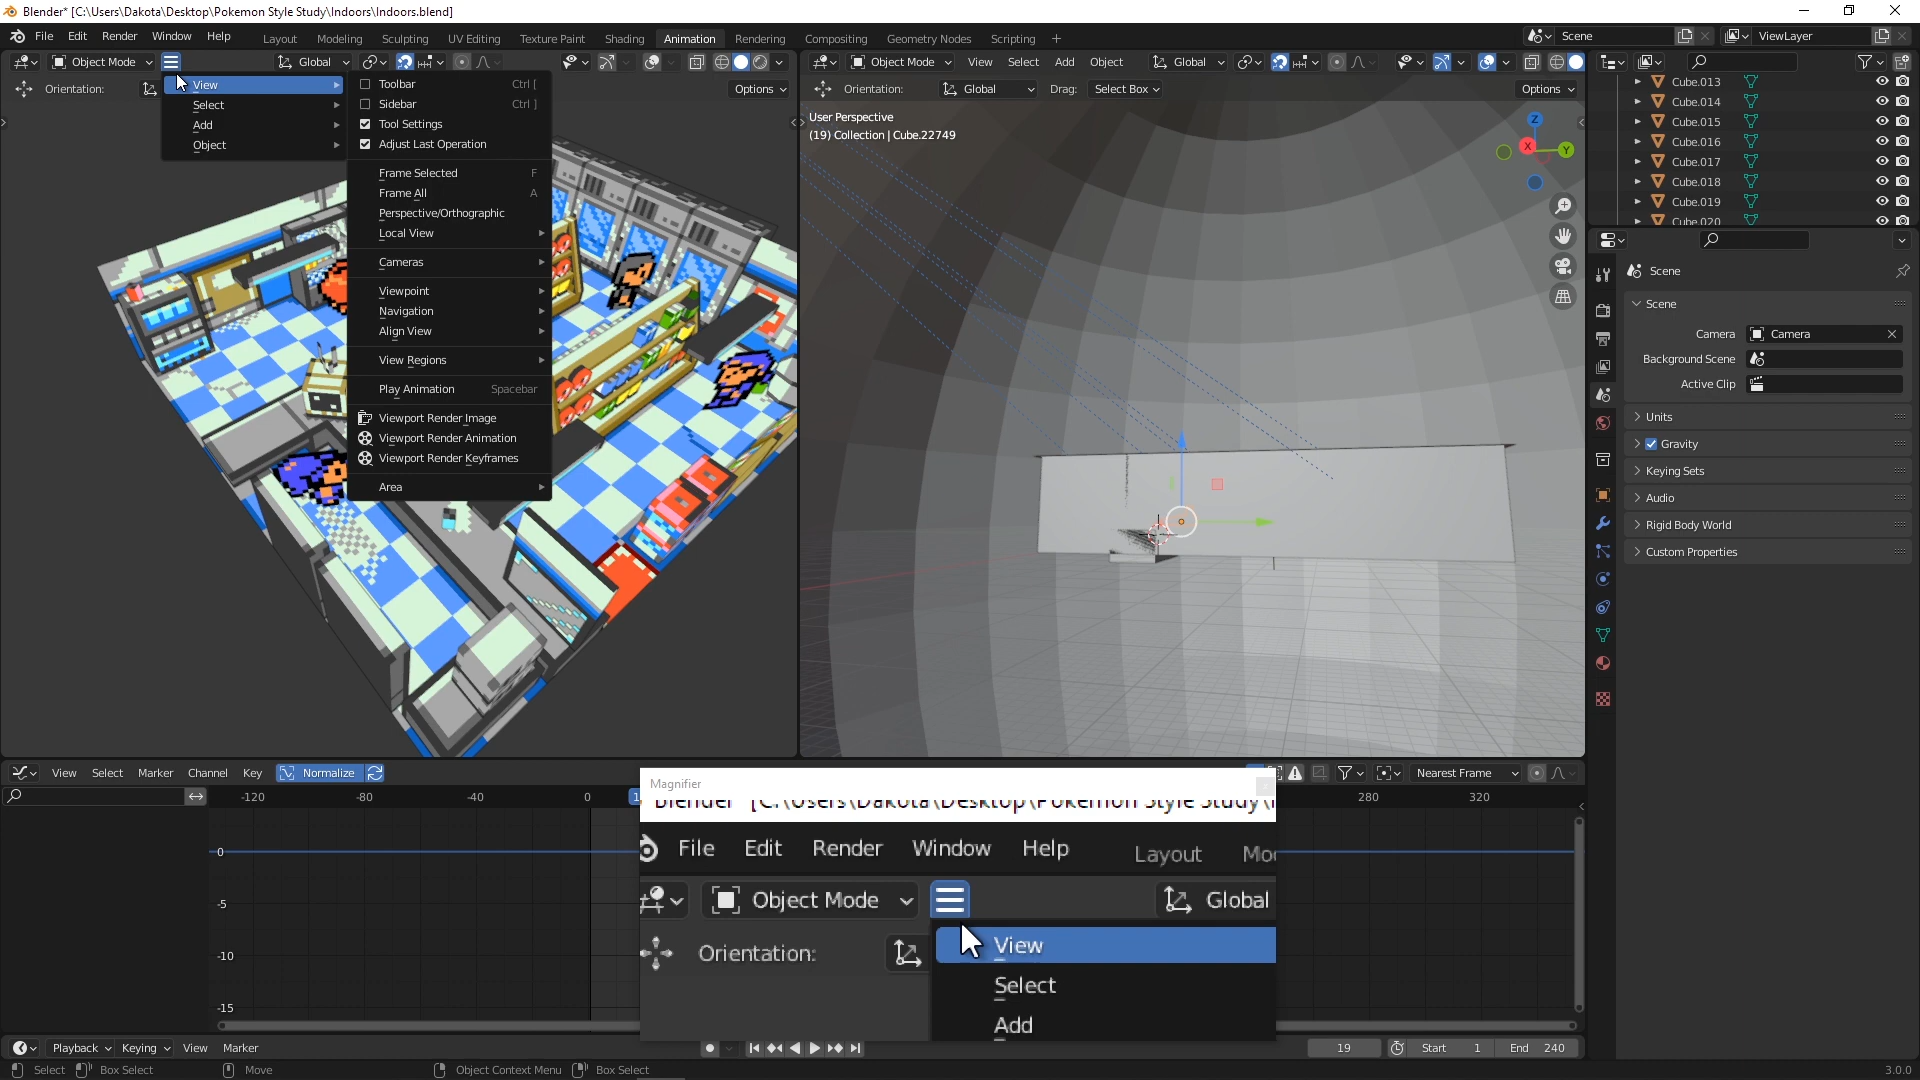 Blender* [C:\Users\Dakota\Desktop\Pokemon Style Study\Indoors\Indoors.blend]
File Edit Render Window Help Layout Modeling Sculpting UV Editing Texture Paint Shading Animation Rendering Compositing Geometry Nodes Scripting + Scene ViewLayer
Object Mode Global
Object Mode View Select Add Object Global
Orientation: Options
Orientation: Global Drag: Select Box Options
View
Select
Add
Object
Toolbar Ctrl [
Sidebar Ctrl ]
Tool Settings
Adjust Last Operation
Frame Selected F
Frame All A
Perspective/Orthographic
Local View
Cameras
Viewpoint
Navigation
Align View
View Regions
Play Animation Spacebar
Viewport Render Image
Viewport Render Animation
Viewport Render Keyframes
Area
User Perspective
(19) Collection | Cube.22749
Z
X
Y
Cube.013
Cube.014
Cube.015
Cube.016
Cube.017
Cube.018
Cube.019
Cube.020
Scene
Scene
Camera Camera
Background Scene
Active Clip
Units
Gravity
Keying Sets
Audio
Rigid Body World
Custom Properties
View Select Marker Channel Key Normalize Nearest Frame
-120 -80 -40 0 280 320
0
-5
-10
-15
Magnifier
Blender* [C:\Users\Dakota\Desktop\Pokemon Style Study\I
File Edit Render Window Help Layout Mo
Object Mode Global
Orientation:
View
Select
Add
Playback Keying View Marker 19 Start 1 End 240
Select Box Select Move Object Context Menu Box Select 3.0.0